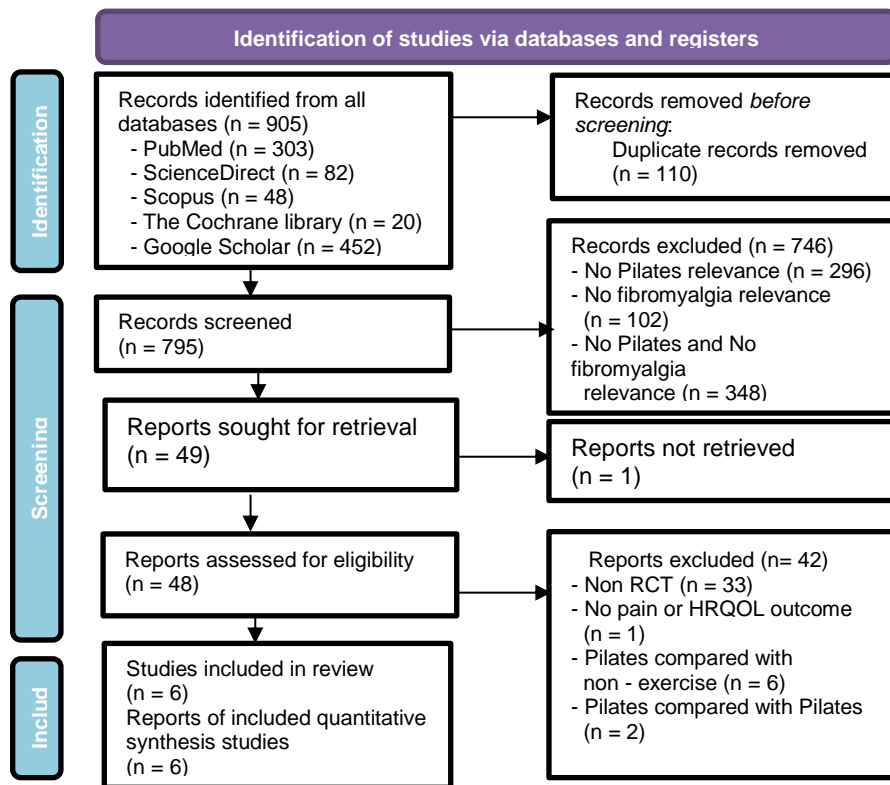 Identification of studies via databases and registers
Identification
Records identified from all
databases (n = 905)
- PubMed (n = 303)
- ScienceDirect (n = 82)
- Scopus (n = 48)
- The Cochrane library (n = 20)
- Google Scholar (n = 452)
Records removed before
screening:
Duplicate records removed
(n = 110)
Screening
Records screened
(n = 795)
Records excluded (n = 746)
- No Pilates relevance (n = 296)
- No fibromyalgia relevance
(n = 102)
- No Pilates and No
fibromyalgia
relevance (n = 348)
Reports sought for retrieval
(n = 49)
Reports not retrieved
(n = 1)
Reports assessed for eligibility
(n = 48)
Reports excluded (n= 42)
- Non RCT (n = 33)
- No pain or HRQOL outcome
(n = 1)
- Pilates compared with
non - exercise (n = 6)
- Pilates compared with Pilates
(n = 2)
Includ
Studies included in review
(n = 6)
Reports of included quantitative
synthesis studies
(n = 6)